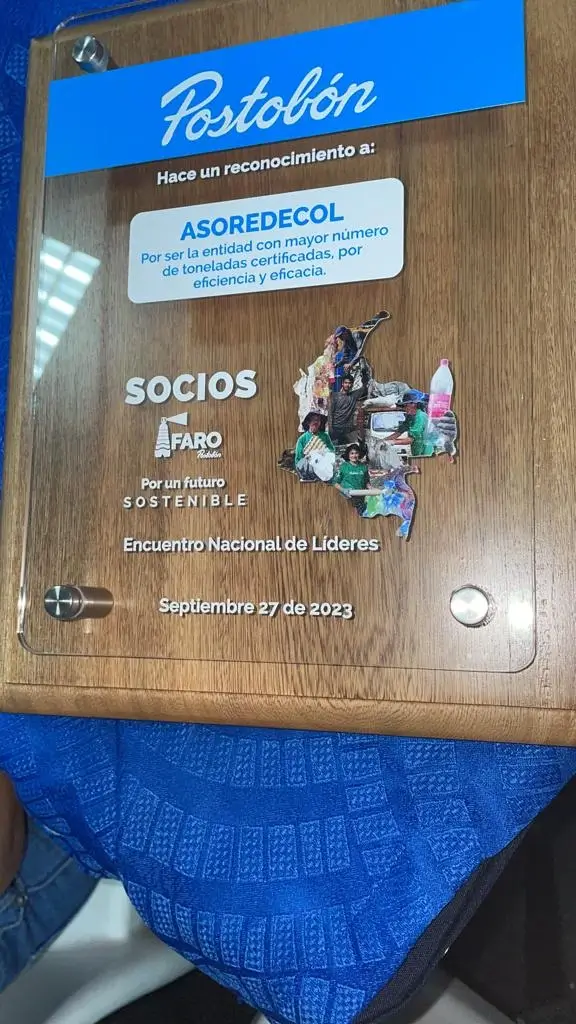 Postobón
Hace un reconocimiento a:
ASOREDECOL
Por ser la entidad con mayor número
de toneladas certificadas, por
eficiencia y eficacia.
SOCIOS
FARO
Postobón
Por un futuro
SOSTENIBLE
Encuentro Nacional de Líderes
Septiembre 27 de 2023